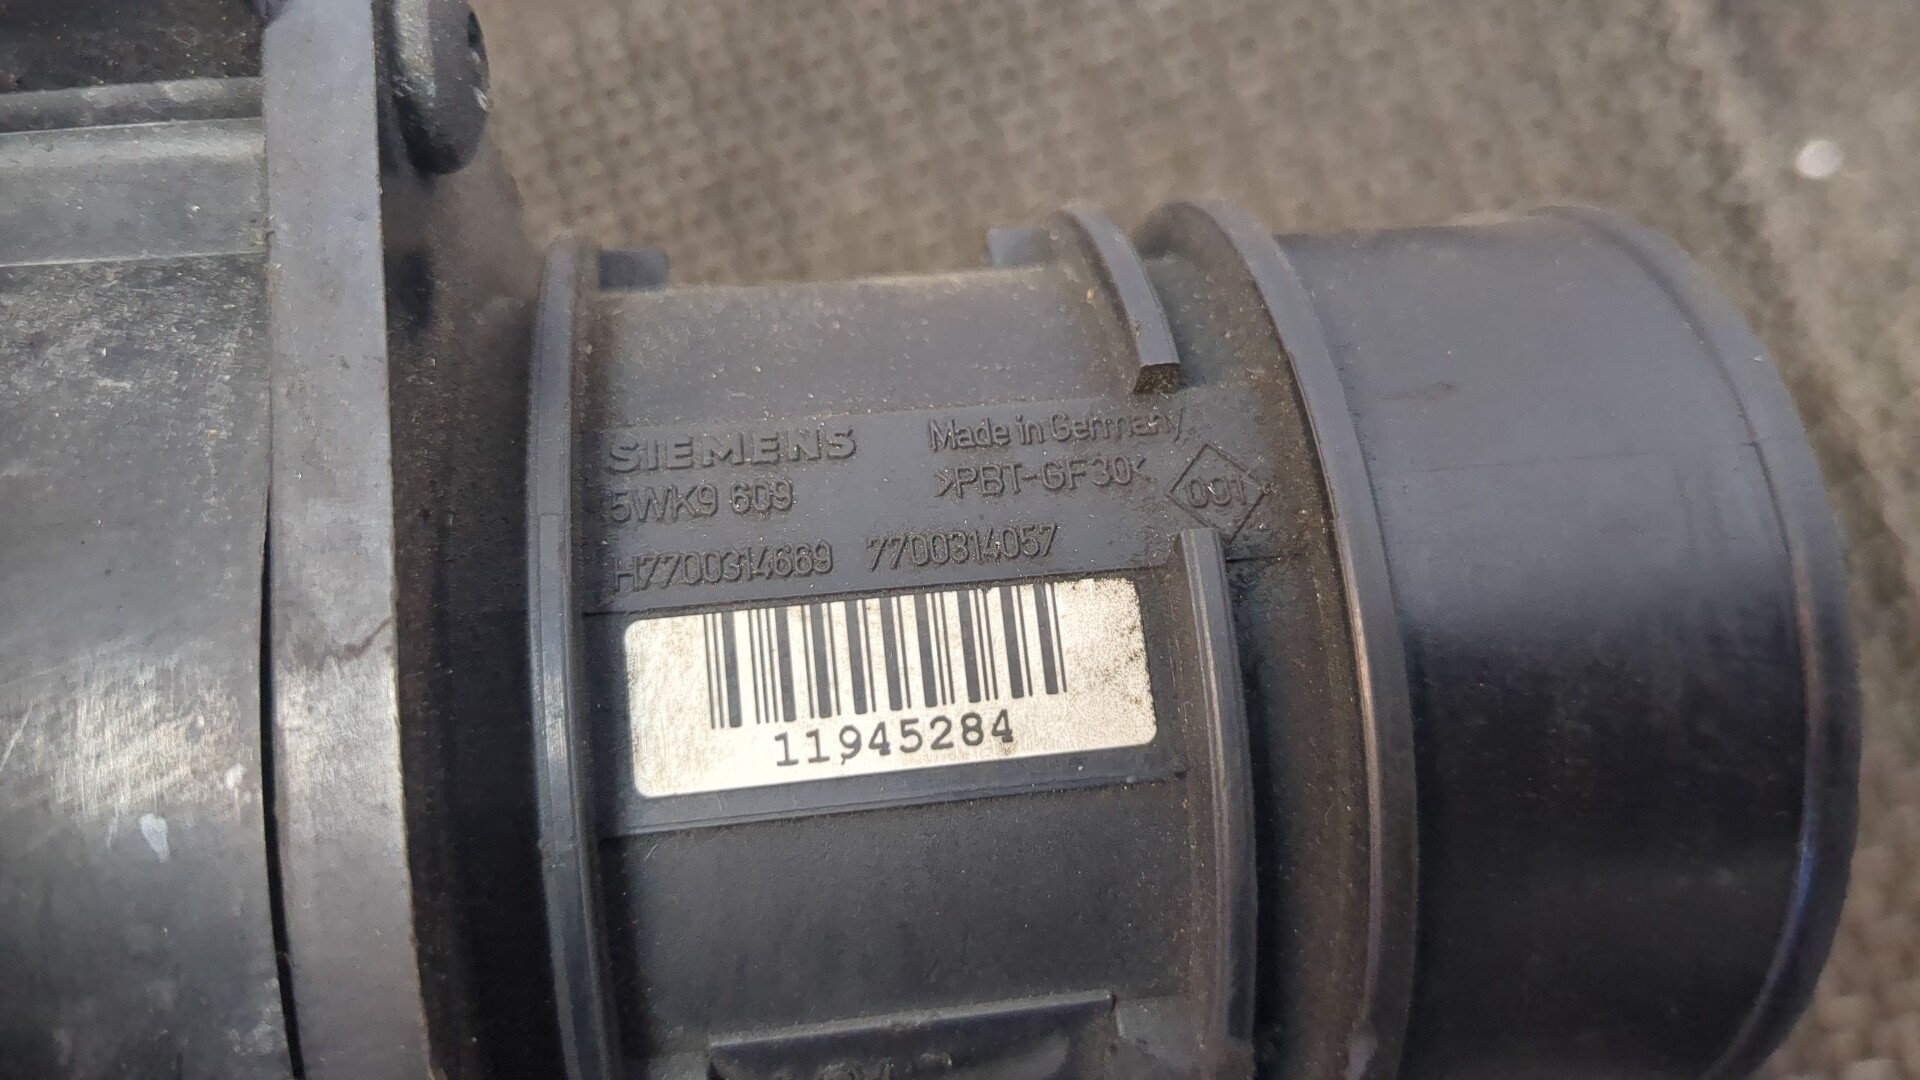 SIEMENS Made in Germany
5WK9 609 >PBT-GF30< 001
H7700314669 7700314057
11945284